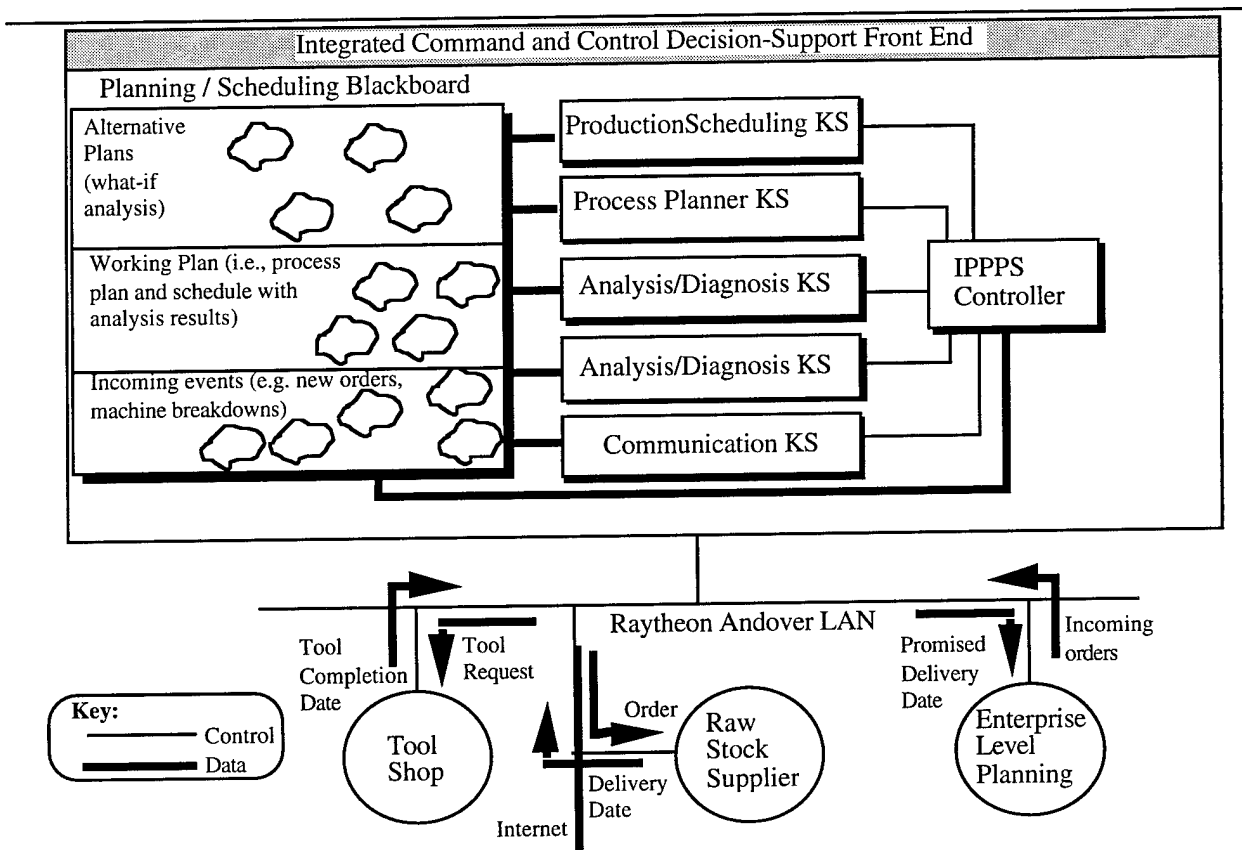 Integrated Command and Control Decision-Support Front End
Planning / Scheduling Blackboard
Alternative
Plans
(what-if
analysis)
Working Plan (i.e., process
plan and schedule with
analysis results)
Incoming events (e.g. new orders,
machine breakdowns)
ProductionScheduling KS
Process Planner KS
Analysis/Diagnosis KS
Analysis/Diagnosis KS
Communication KS
IPPPS
Controller
Raytheon Andover LAN
Tool
Completion
Date
Tool
Request
Tool
Shop
Order
Raw
Stock
Supplier
Delivery
Date
Internet
Promised
Delivery
Date
Incoming
orders
Enterprise
Level
Planning
Key:
Control
Data